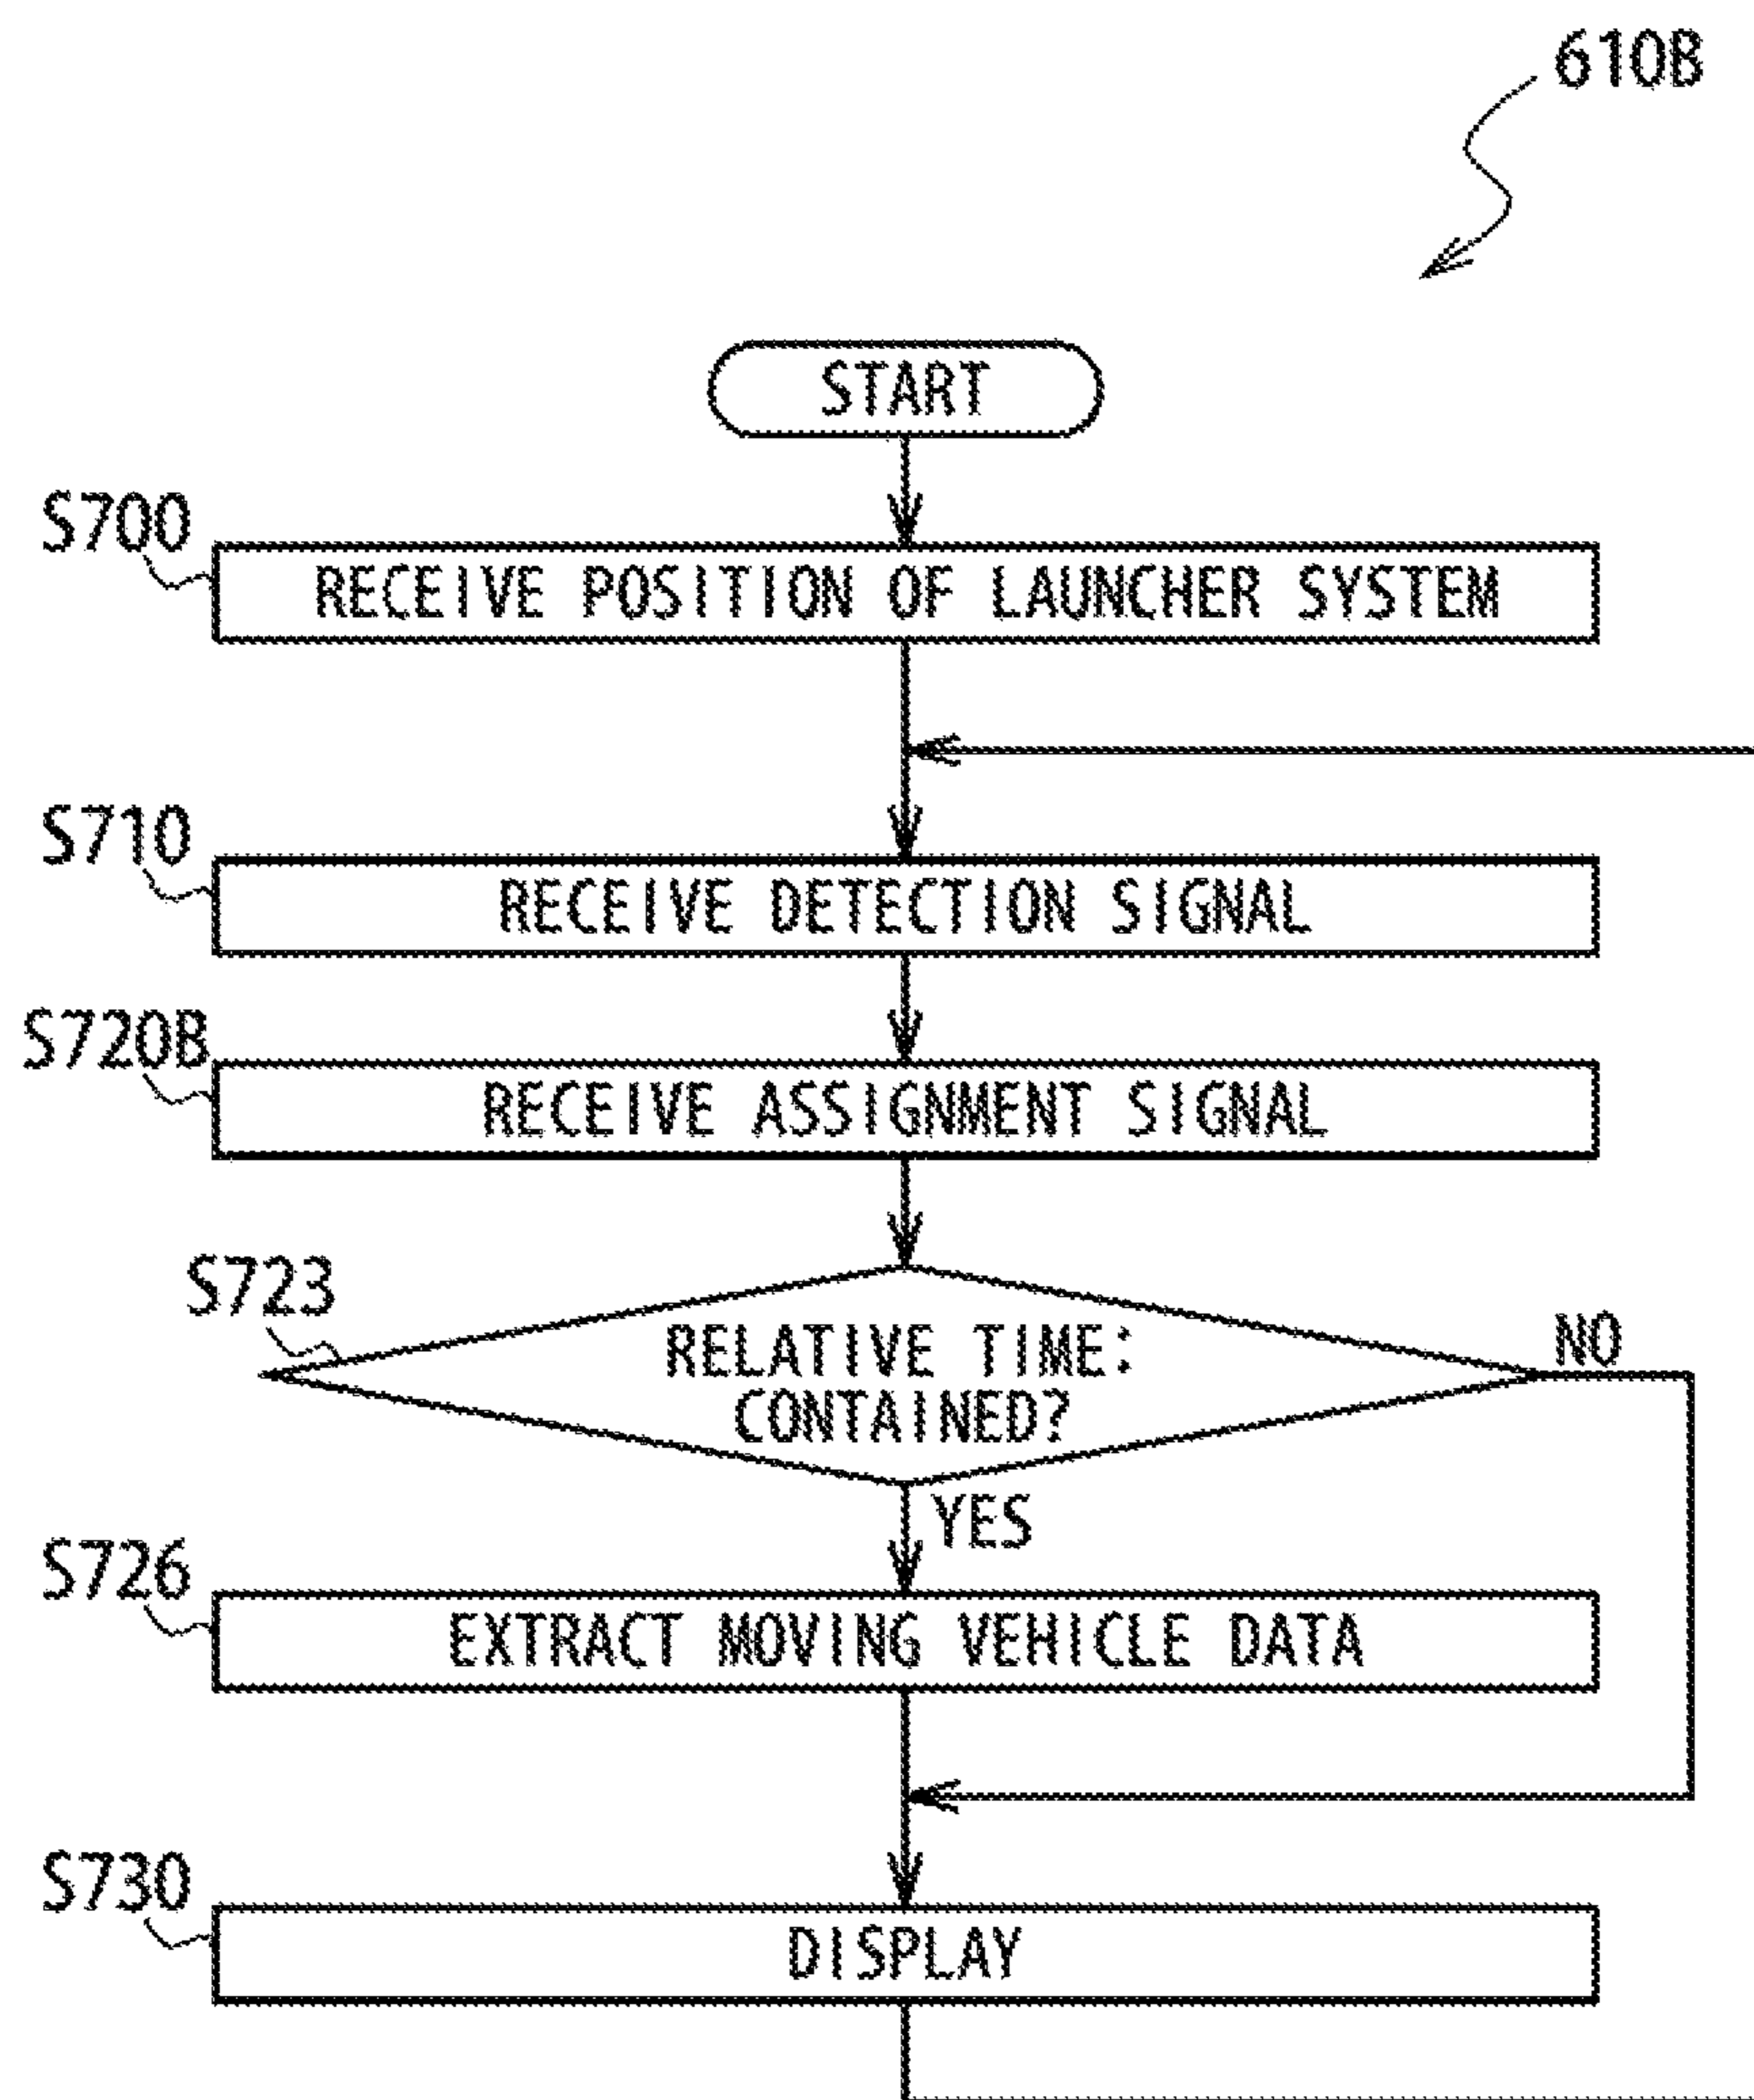 610B
START
S700
RECEIVE POSITION OF LAUNCHER SYSTEM
S710
RECEIVE DETECTION SIGNAL
S720B
RECEIVE ASSIGNMENT SIGNAL
S723
RELATIVE TIME:
CONTAINED?
NO
YES
S726
EXTRACT MOVING VEHICLE DATA
S730
DISPLAY